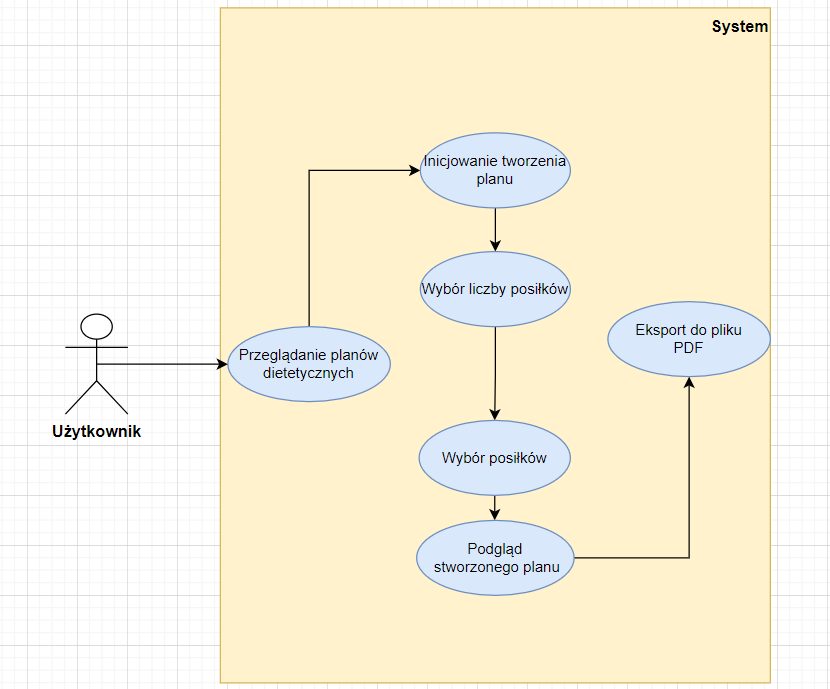 System
Inicjowanie tworzenia
planu
Wybór liczby posiłków
Eksport do pliku
PDF
Przeglądanie planów
dietetycznych
Użytkownik
Wybór posiłków
Podgląd
stworzonego planu